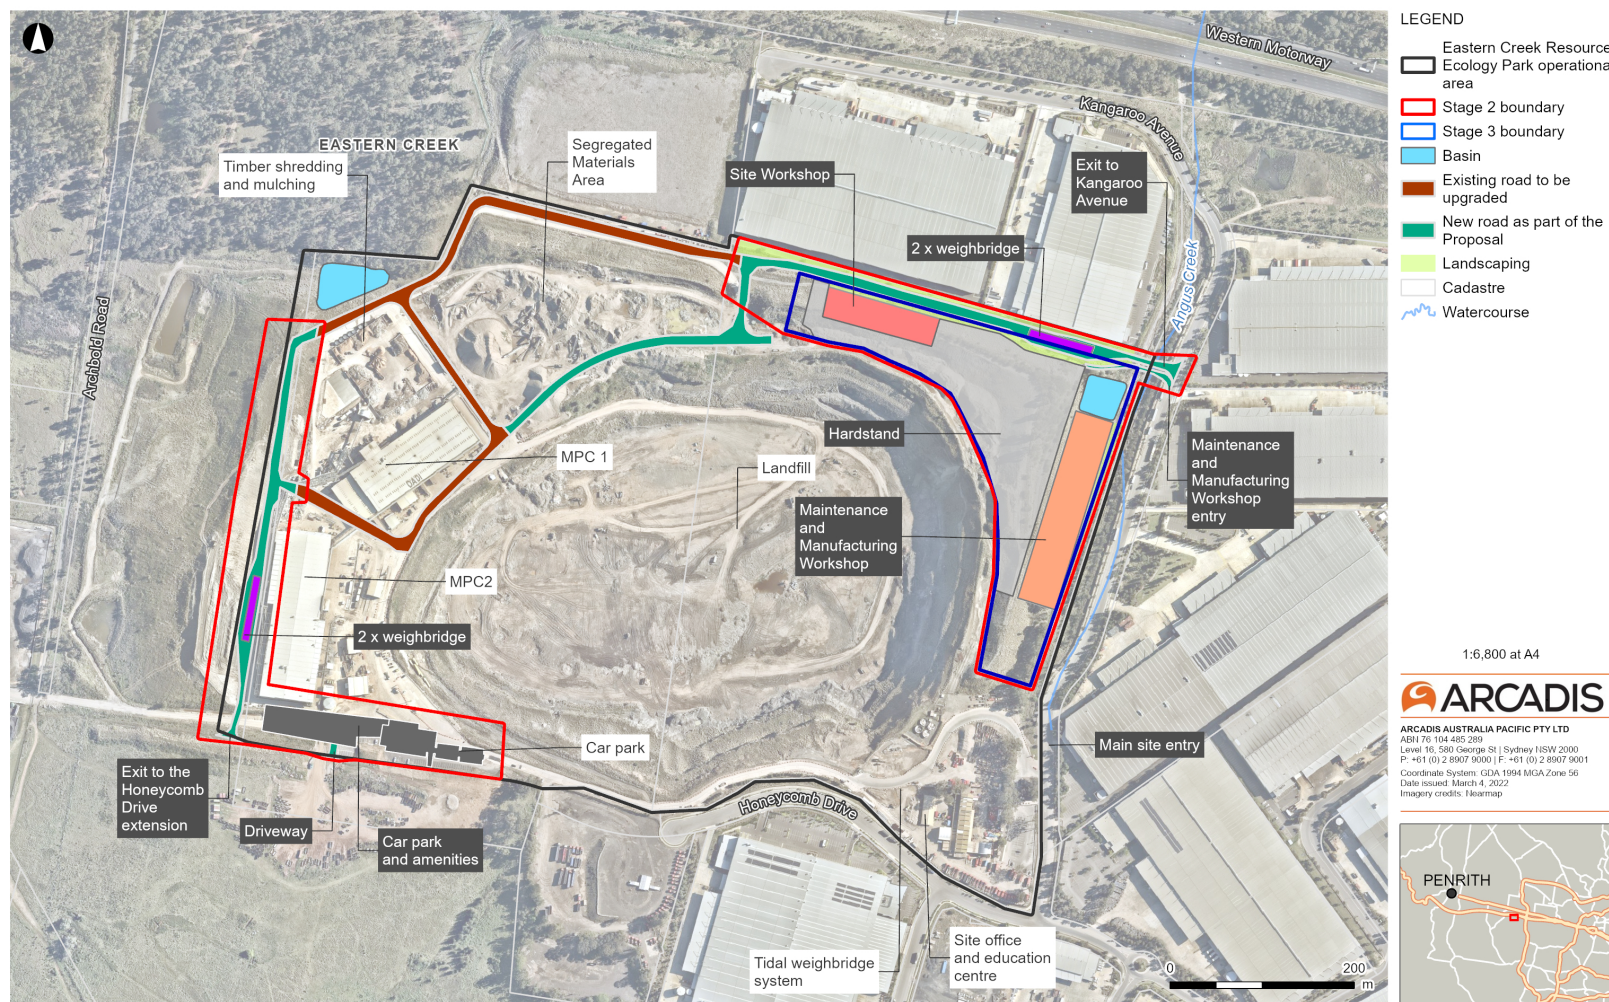 Western Motorway
Kangaroo Avenue
EASTERN CREEK
Timber shredding
and mulching
Segregated
Materials
Area
Site Workshop
Exit to
Kangaroo
Avenue
2 x weighbridge
Angus Creek
Archbold Road
Hardstand
MPC 1
DADI
Landfill
Maintenance
and
Manufacturing
Workshop
entry
Maintenance
and
Manufacturing
Workshop
MPC2
2 x weighbridge
Car park
Main site entry
Exit to the
Honeycomb
Drive
extension
Driveway
Car park
and amenities
Honeycomb Drive
Tidal weighbridge
system
Site office
and education
centre
0 200
m
LEGEND
Eastern Creek Resource
Ecology Park operationa
area
Stage 2 boundary
Stage 3 boundary
Basin
Existing road to be
upgraded
New road as part of the
Proposal
Landscaping
Cadastre
Watercourse
1:6,800 at A4
ARCADIS
ARCADIS AUSTRALIA PACIFIC PTY LTD
ABN 76 104 485 289
Level 16, 580 George St | Sydney NSW 2000
P: +61 (0) 2 8907 9000 | F: +61 (0) 2 8907 9001
Coordinate System: GDA 1994 MGA Zone 56
Date issued: March 4, 2022
Imagery credits: Nearmap
PENRITH